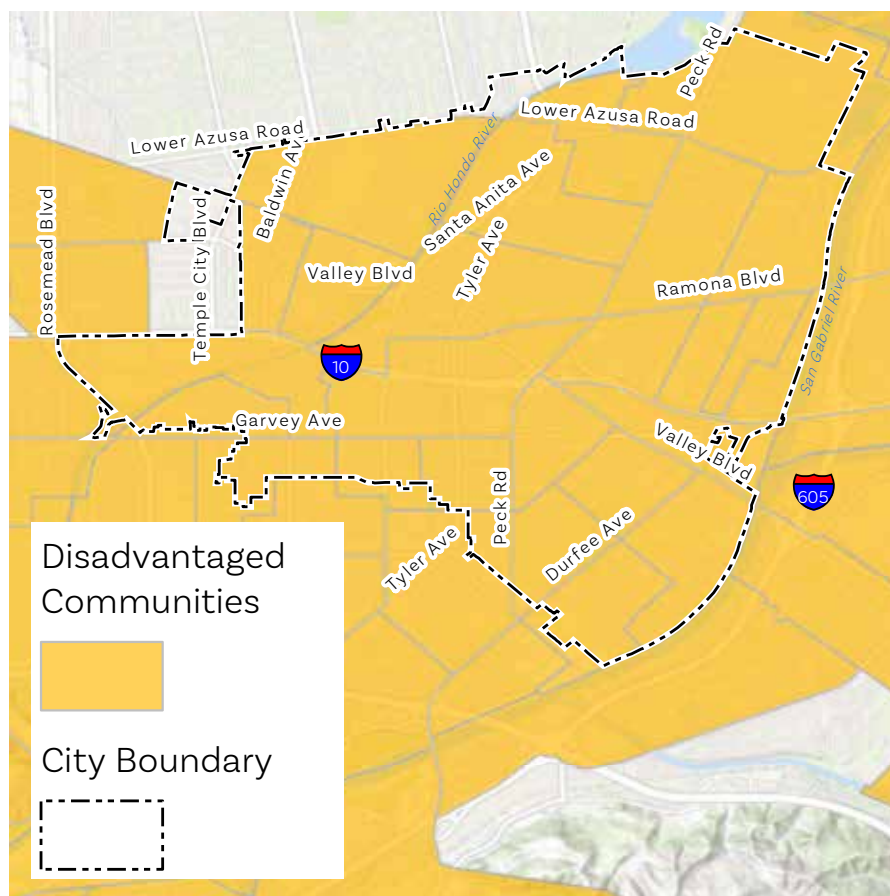 Peck Rd
Lower Azusa Road
Lower Azusa Road
Baldwin Av
Rio Hondo River
Santa Anita Ave
Rosemead Blvd
Temple City Blvd
Valley Blvd
Tyler Ave
Ramona Blvd
San Gabriel River
10
Garvey Ave
Valley Blvd
605
Peck Rd
Durfee Ave
Tyler Ave
Disadvantaged
Communities
City Boundary